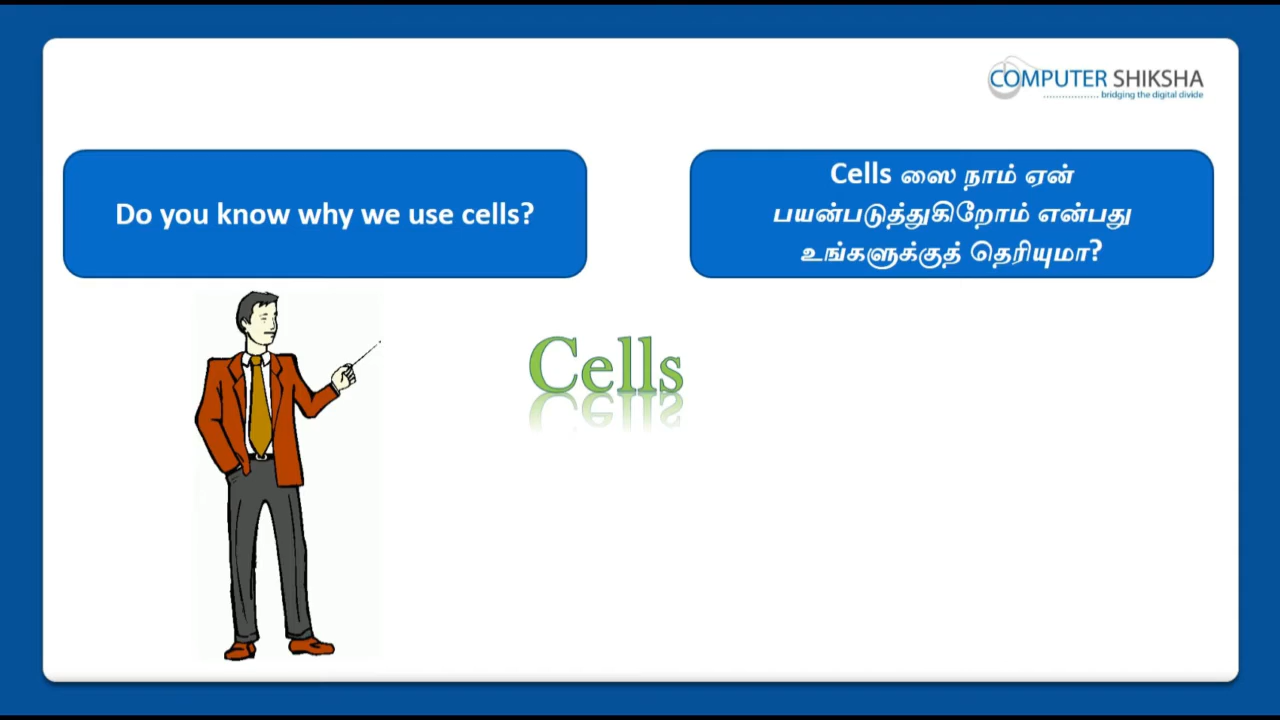 COMPUTER SHIKSHA
bridging the digital divide
Do you know why we use cells?
Cells ஸை நாம் ஏன்
பயன்படுத்துகிறோம் என்பது
உங்களுக்குத் தெரியுமா?
Cells